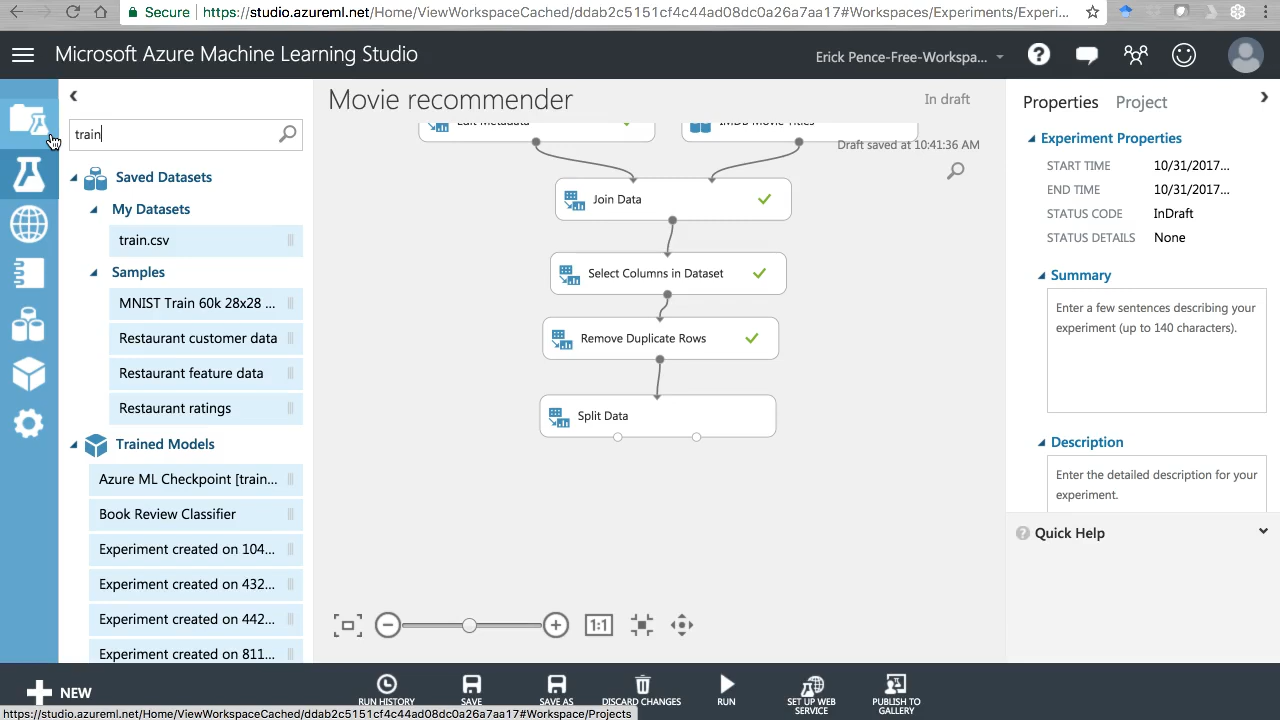 Secure
https://studio.azureml.net/Home/ViewWorkspaceCached/ddab2c5151cf4c44ad08dc0a26a7aa17#Workspaces/Experiments/Experi...
Microsoft Azure Machine Learning Studio
Erick Pence-Free-Workspa...
train
Saved Datasets
My Datasets
train.csv
Samples
MNIST Train 60k 28x28 ...
Restaurant customer data
Restaurant feature data
Restaurant ratings
Trained Models
Azure ML Checkpoint [train...
Book Review Classifier
Experiment created on 104...
Experiment created on 432...
Experiment created on 442...
Experiment created on 811...
Movie recommender
In draft
Draft saved at 10:41:36 AM
Edit Metadata
IMDB Movie Titles
Join Data
Select Columns in Dataset
Remove Duplicate Rows
Split Data
1:1
Properties
Project
Experiment Properties
START TIME 10/31/2017...
END TIME 10/31/2017...
STATUS CODE InDraft
STATUS DETAILS None
Summary
Enter a few sentences describing your
experiment (up to 140 characters).
Description
Enter the detailed description for your
experiment.
Quick Help
NEW
RUN HISTORY
SAVE
SAVE AS
DISCARD CHANGES
RUN
SET UP WEB
SERVICE
PUBLISH TO
GALLERY
https://studio.azureml.net/Home/ViewWorkspaceCached/ddab2c5151cf4c44ad08dc0a26a7aa17#Workspace/Projects